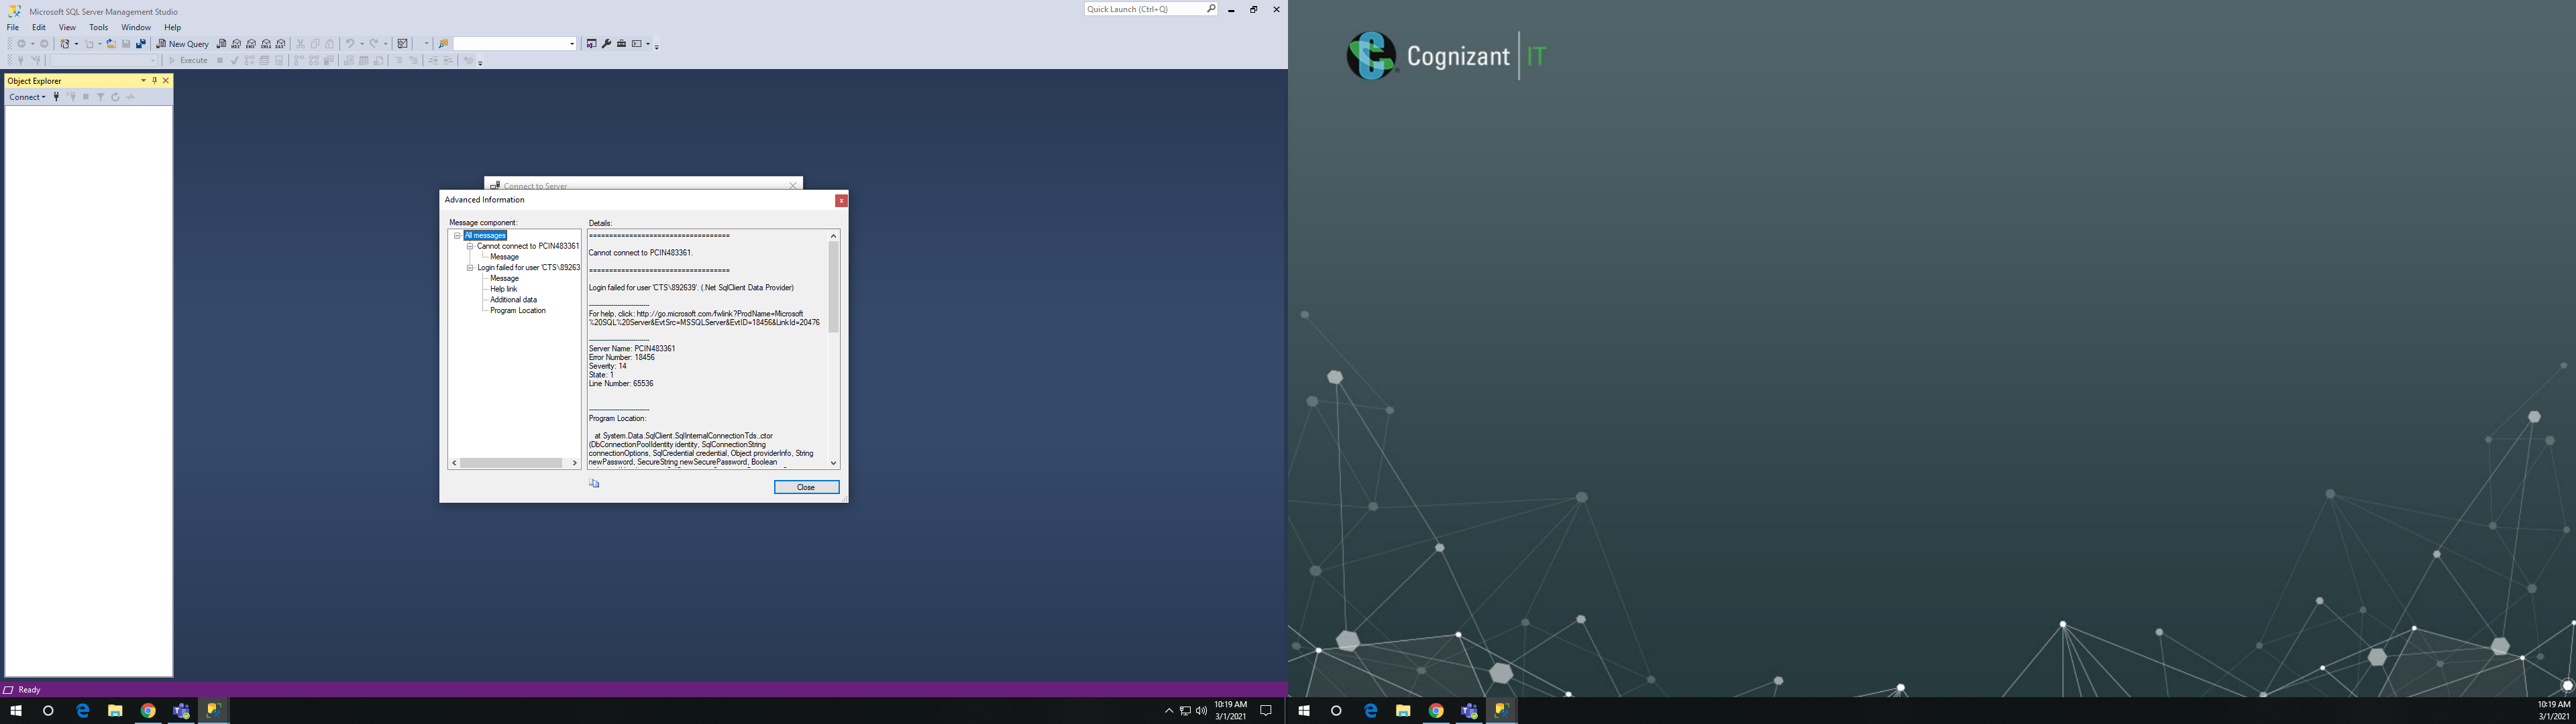 Microsoft SQL Server Management Studio
Quick Launch (Ctrl+Q)
File Edit View Tools Window Help
New Query
Execute
Object Explorer
Connect
Connect to Server
Advanced Information
Message component:
All messages
Cannot connect to PCIN483361
Message
Login failed for user 'CTS\89263
Message
Help link
Additional data
Program Location
Details:
===================================
Cannot connect to PCIN483361.
===================================
Login failed for user 'CTS\892639'. (.Net SqlClient Data Provider)
------------------------------
For help, click: http://go.microsoft.com/fwlink?ProdName=Microsoft
%20SQL%20Server&EvtSrc=MSSQLServer&EvtID=18456&LinkId=20476
------------------------------
Server Name: PCIN483361
Error Number: 18456
Severity: 14
State: 1
Line Number: 65536
------------------------------
Program Location:
at System.Data.SqlClient.SqlInternalConnectionTds..ctor
(DbConnectionPoolIdentity identity, SqlConnectionString
connectionOptions, SqlCredential credential, Object providerInfo, String
newPassword, SecureString newSecurePassword, Boolean
Close
Ready
10:19 AM
3/1/2021
Cognizant IT
10:19 AM
3/1/2021